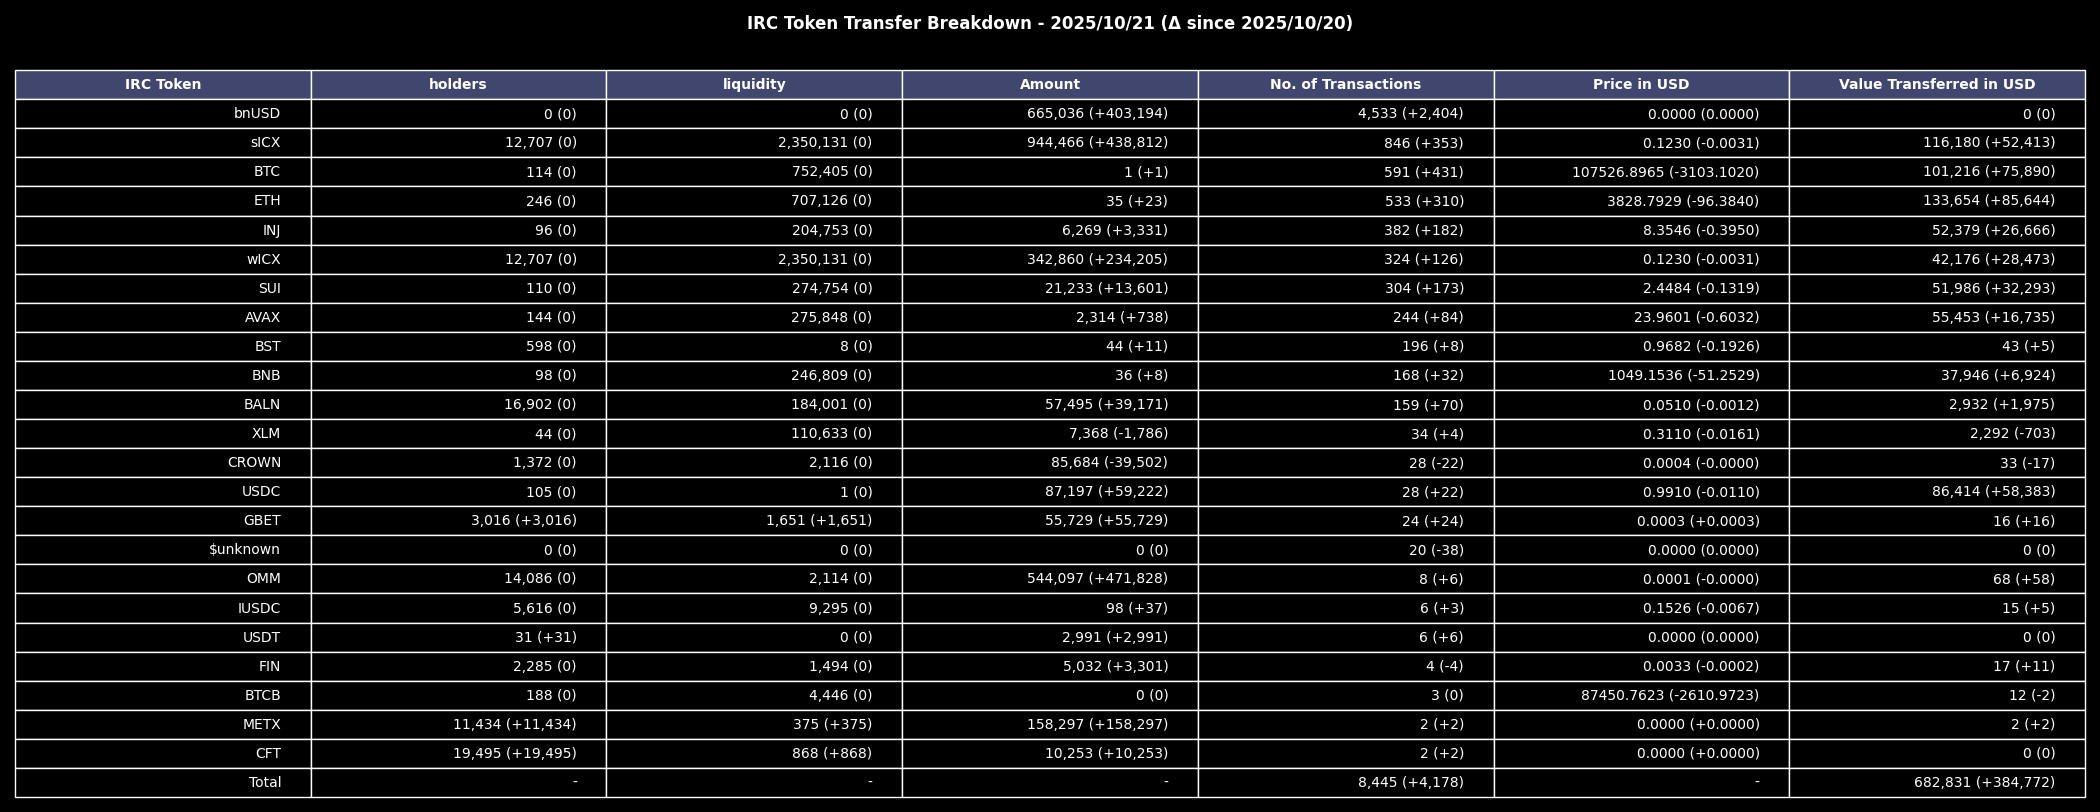 IRC Token Transfer Breakdown - 2025/10/21 (Δ since 2025/10/20)
IRC Token holders liquidity Amount No. of Transactions Price in USD Value Transferred in USD
bnUSD 0 (0) 0 (0) 665,036 (+403,194) 4,533 (+2,404) 0.0000 (0.0000) 0 (0)
sICX 12,707 (0) 2,350,131 (0) 944,466 (+438,812) 846 (+353) 0.1230 (-0.0031) 116,180 (+52,413)
BTC 114 (0) 752,405 (0) 1 (+1) 591 (+431) 107526.8965 (-3103.1020) 101,216 (+75,890)
ETH 246 (0) 707,126 (0) 35 (+23) 533 (+310) 3828.7929 (-96.3840) 133,654 (+85,644)
INJ 96 (0) 204,753 (0) 6,269 (+3,331) 382 (+182) 8.3546 (-0.3950) 52,379 (+26,666)
wICX 12,707 (0) 2,350,131 (0) 342,860 (+234,205) 324 (+126) 0.1230 (-0.0031) 42,176 (+28,473)
SUI 110 (0) 274,754 (0) 21,233 (+13,601) 304 (+173) 2.4484 (-0.1319) 51,986 (+32,293)
AVAX 144 (0) 275,848 (0) 2,314 (+738) 244 (+84) 23.9601 (-0.6032) 55,453 (+16,735)
BST 598 (0) 8 (0) 44 (+11) 196 (+8) 0.9682 (-0.1926) 43 (+5)
BNB 98 (0) 246,809 (0) 36 (+8) 168 (+32) 1049.1536 (-51.2529) 37,946 (+6,924)
BALN 16,902 (0) 184,001 (0) 57,495 (+39,171) 159 (+70) 0.0510 (-0.0012) 2,932 (+1,975)
XLM 44 (0) 110,633 (0) 7,368 (-1,786) 34 (+4) 0.3110 (-0.0161) 2,292 (-703)
CROWN 1,372 (0) 2,116 (0) 85,684 (-39,502) 28 (-22) 0.0004 (-0.0000) 33 (-17)
USDC 105 (0) 1 (0) 87,197 (+59,222) 28 (+22) 0.9910 (-0.0110) 86,414 (+58,383)
GBET 3,016 (+3,016) 1,651 (+1,651) 55,729 (+55,729) 24 (+24) 0.0003 (+0.0003) 16 (+16)
$unknown 0 (0) 0 (0) 0 (0) 20 (-38) 0.0000 (0.0000) 0 (0)
OMM 14,086 (0) 2,114 (0) 544,097 (+471,828) 8 (+6) 0.0001 (-0.0000) 68 (+58)
IUSDC 5,616 (0) 9,295 (0) 98 (+37) 6 (+3) 0.1526 (-0.0067) 15 (+5)
USDT 31 (+31) 0 (0) 2,991 (+2,991) 6 (+6) 0.0000 (0.0000) 0 (0)
FIN 2,285 (0) 1,494 (0) 5,032 (+3,301) 4 (-4) 0.0033 (-0.0002) 17 (+11)
BTCB 188 (0) 4,446 (0) 0 (0) 3 (0) 87450.7623 (-2610.9723) 12 (-2)
METX 11,434 (+11,434) 375 (+375) 158,297 (+158,297) 2 (+2) 0.0000 (+0.0000) 2 (+2)
CFT 19,495 (+19,495) 868 (+868) 10,253 (+10,253) 2 (+2) 0.0000 (+0.0000) 0 (0)
Total - - - 8,445 (+4,178) - 682,831 (+384,772)